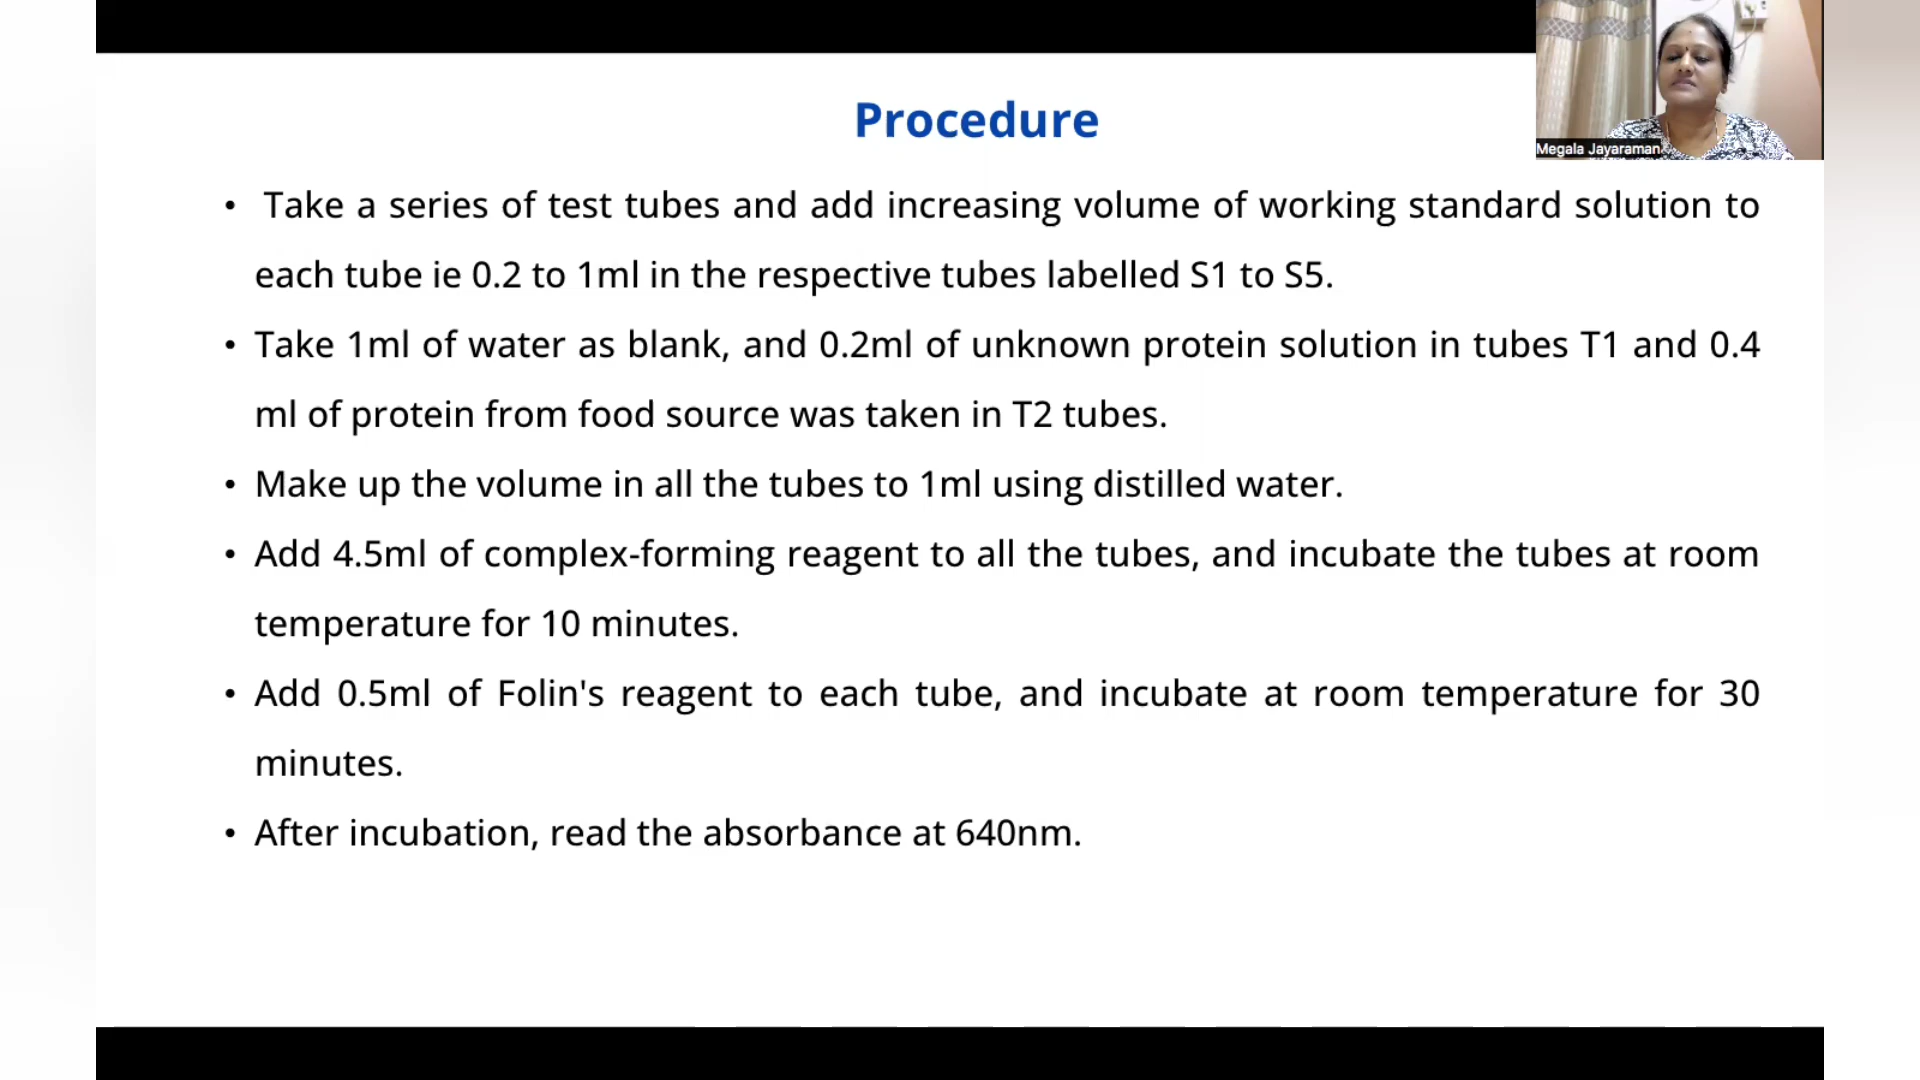 Procedure
Megala Jayaraman
• Take a series of test tubes and add increasing volume of working standard solution to
each tube ie 0.2 to 1ml in the respective tubes labelled S1 to S5.
• Take 1ml of water as blank, and 0.2ml of unknown protein solution in tubes T1 and 0.4
ml of protein from food source was taken in T2 tubes.
• Make up the volume in all the tubes to 1ml using distilled water.
• Add 4.5ml of complex-forming reagent to all the tubes, and incubate the tubes at room
temperature for 10 minutes.
• Add 0.5ml of Folin's reagent to each tube, and incubate at room temperature for 30
minutes.
• After incubation, read the absorbance at 640nm.